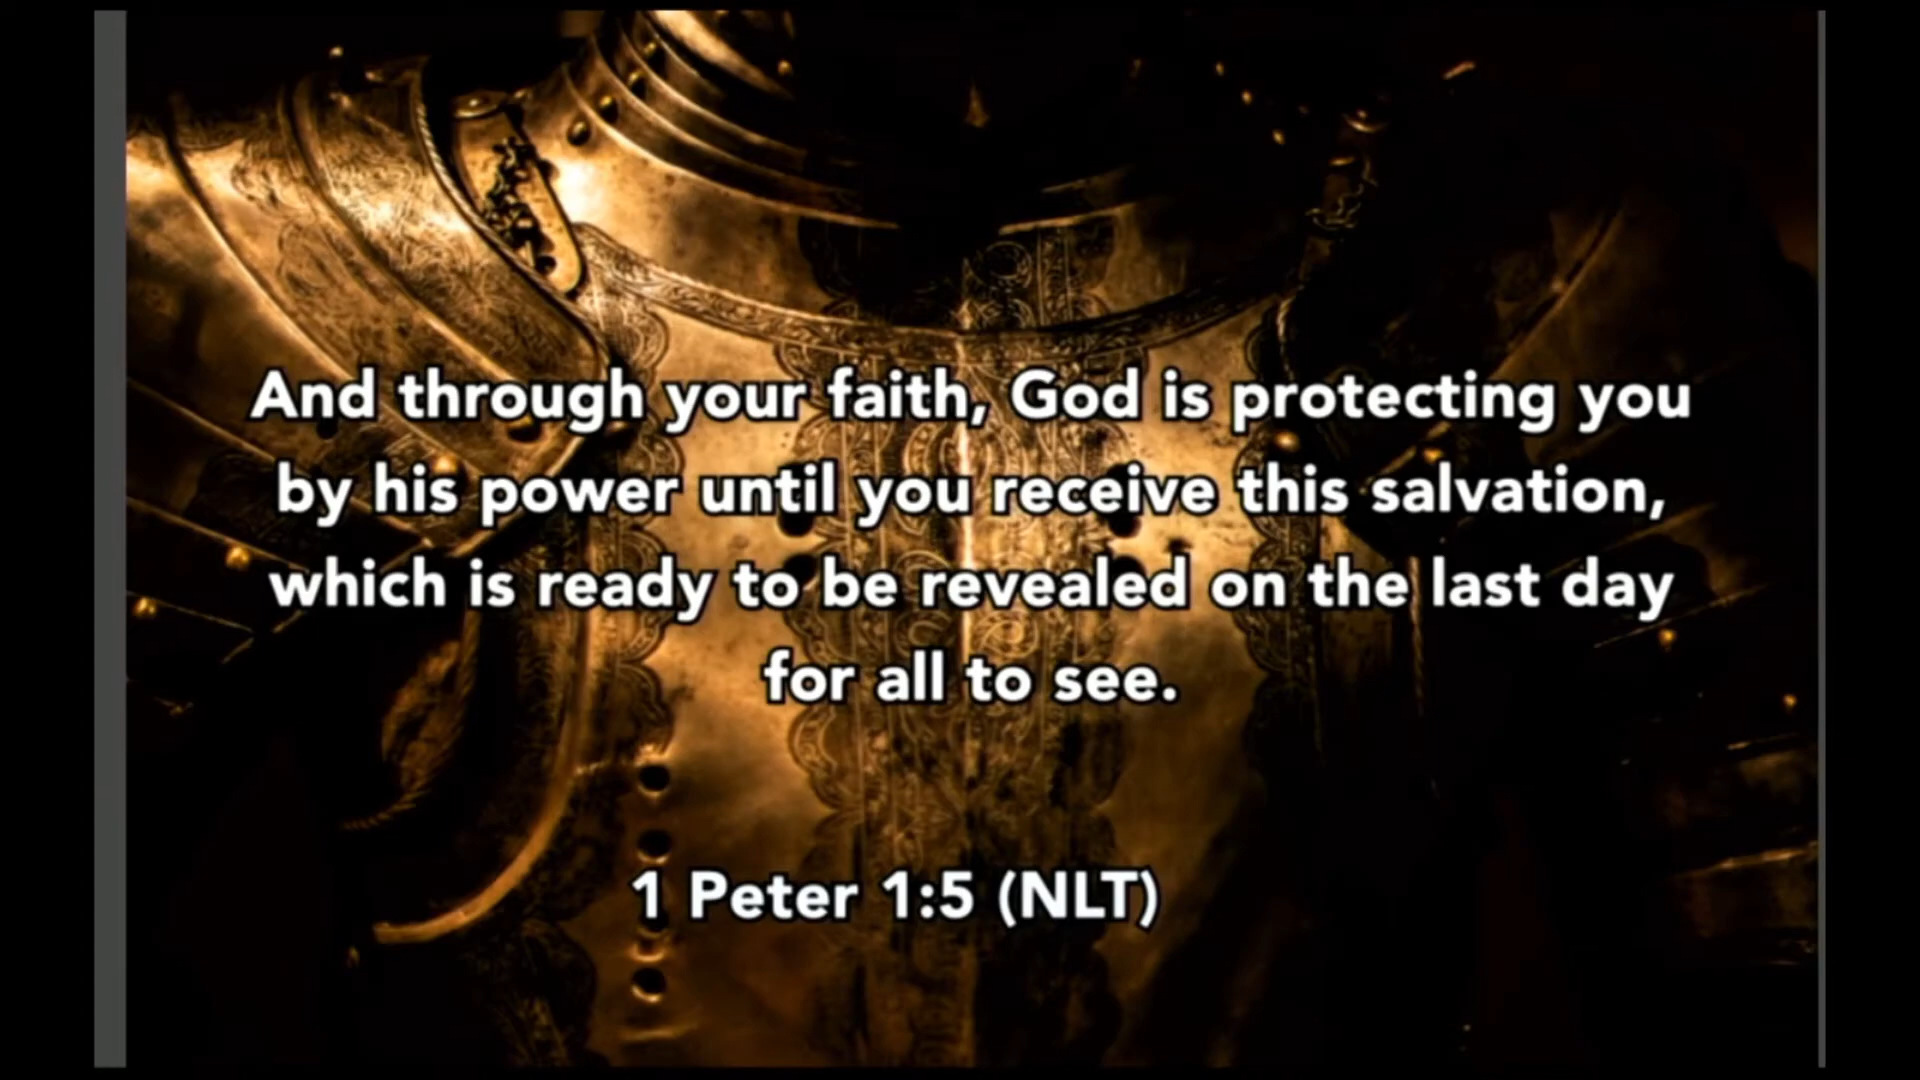 And through your faith, God is protecting you
by his power until you receive this salvation,
which is ready to be revealed on the last day
for all to see.
1 Peter 1:5 (NLT)